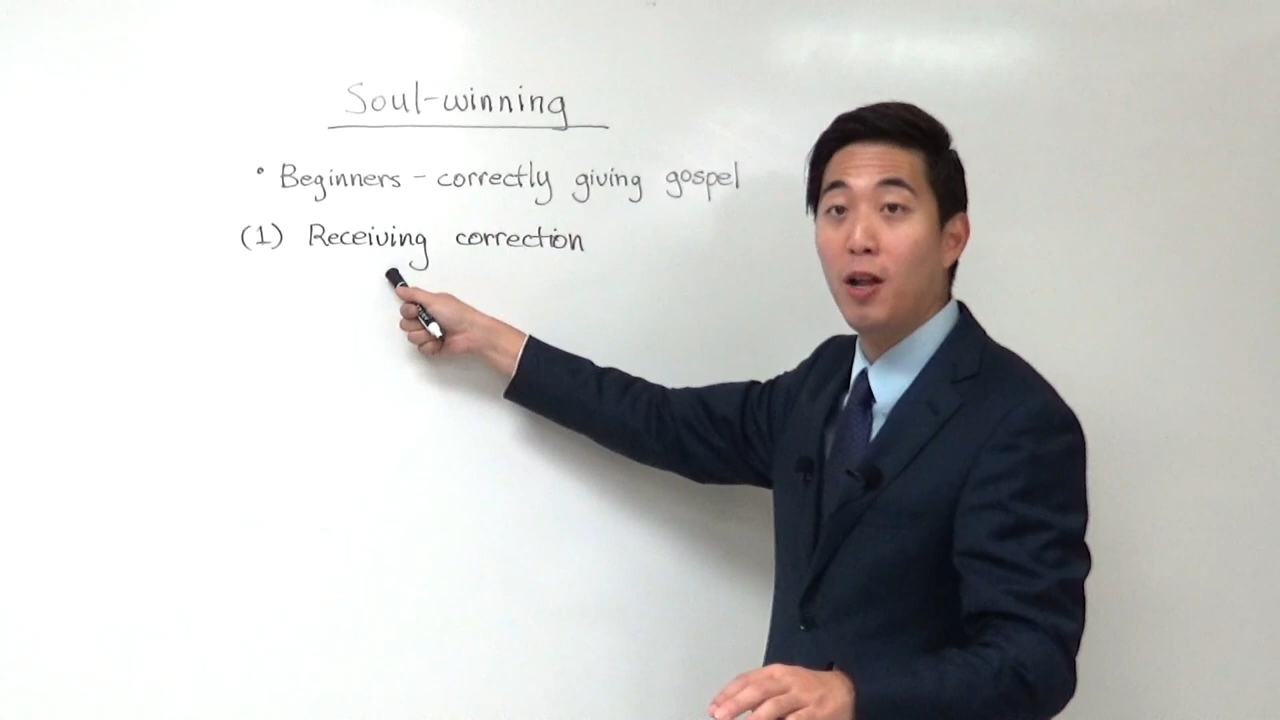 Soul-winning
• Beginners – correctly giving gospel
(1) Receiving correction